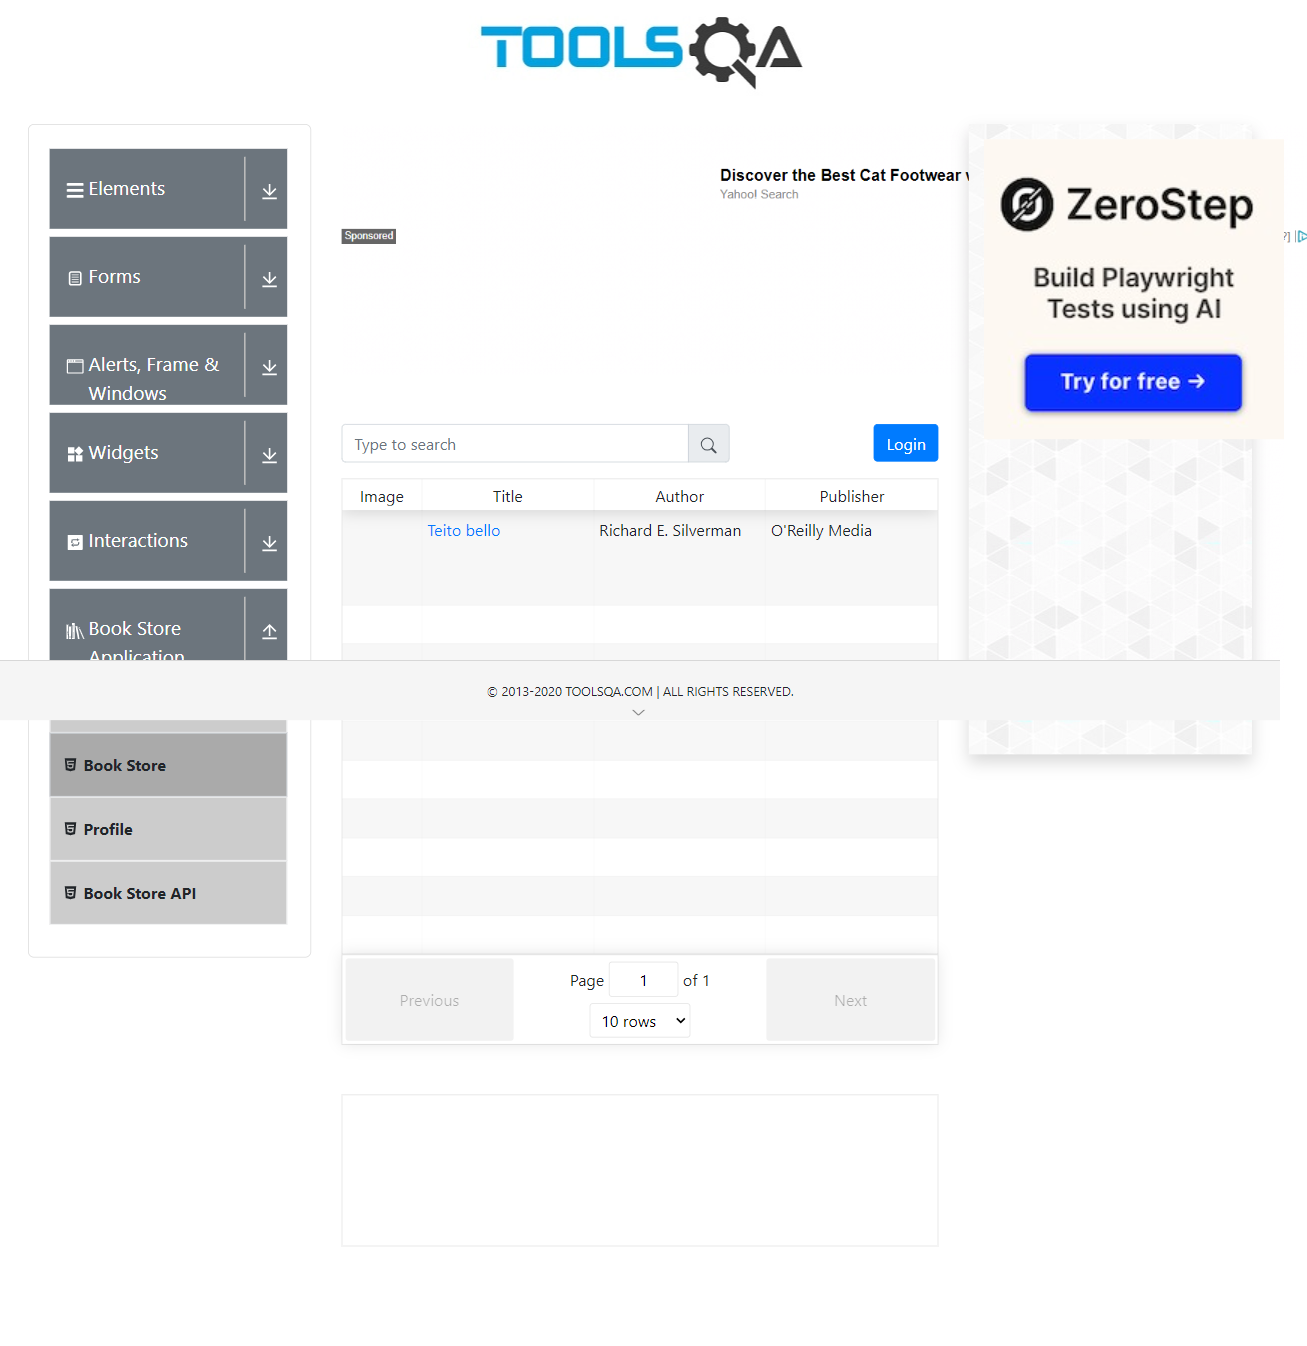 TOOLSQA
Elements
Forms
Alerts, Frame &
Windows
Widgets
Interactions
Book Store
Application
Book Store
Profile
Book Store API
Discover the Best Cat Footwear
Yahoo! Search
Sponsored
Type to search
Login
Image Title Author Publisher
Teito bello Richard E. Silverman O'Reilly Media
© 2013-2020 TOOLSQA.COM | ALL RIGHTS RESERVED.
Previous
Page 1 of 1
10 rows
Next
ZeroStep
Build Playwright
Tests using AI
Try for free →